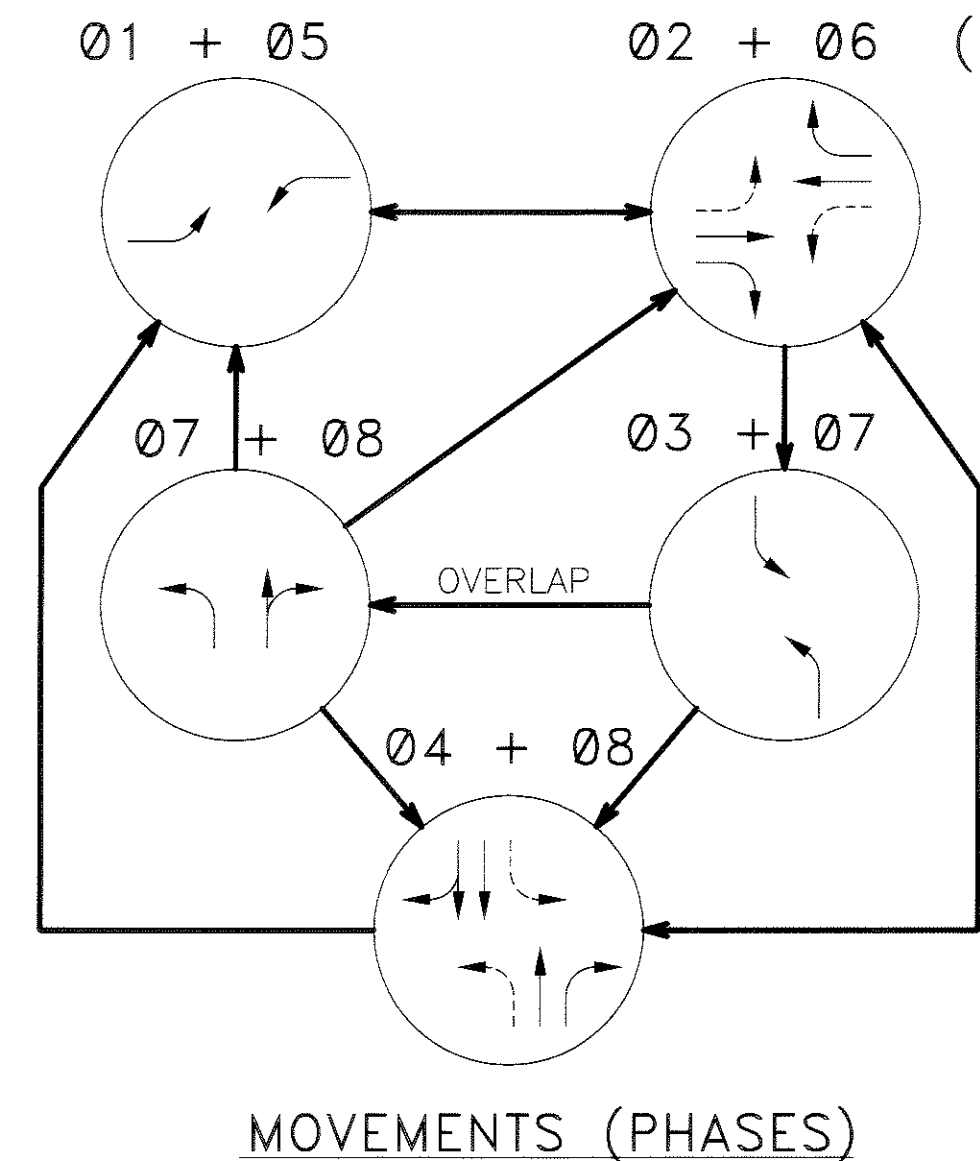 Ø1 + Ø5
Ø2 + Ø6 (
Ø7 + Ø8
Ø3 + Ø7
OVERLAP
Ø4 + Ø8
MOVEMENTS (PHASES)